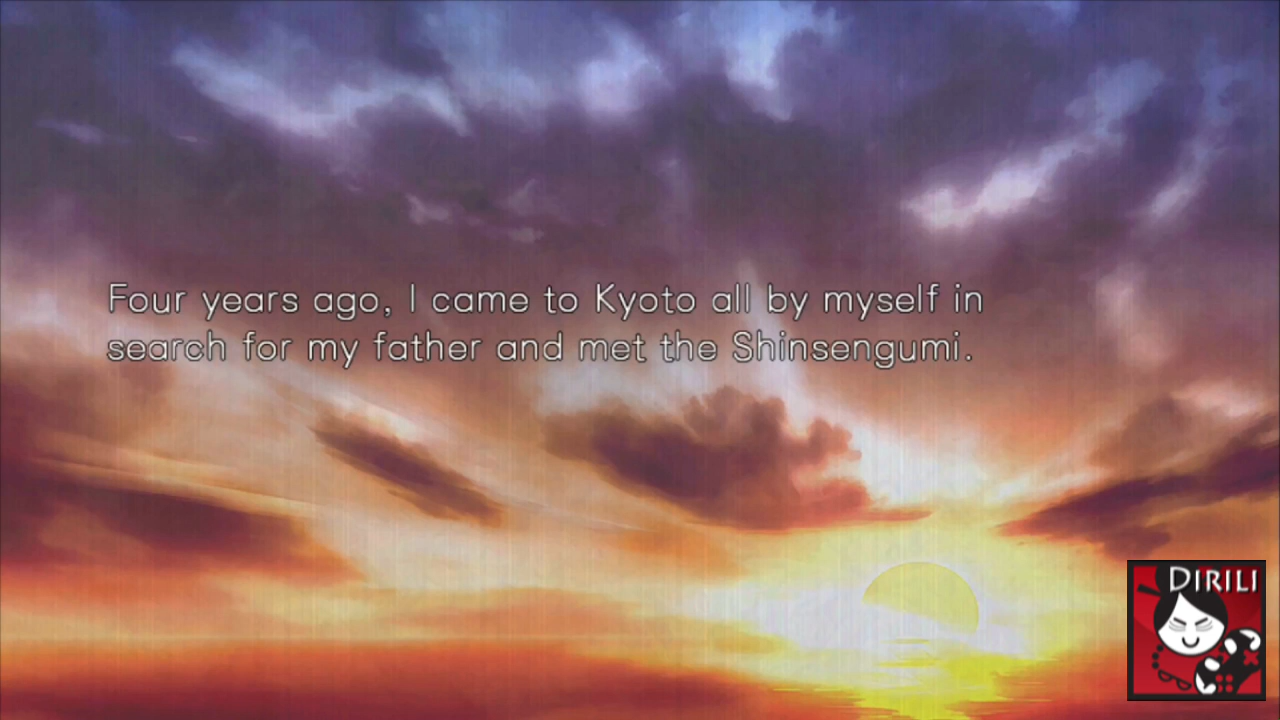 Four years ago, I came to Kyoto all by myself in
search for my father and met the Shinsengumi.
DIRILI